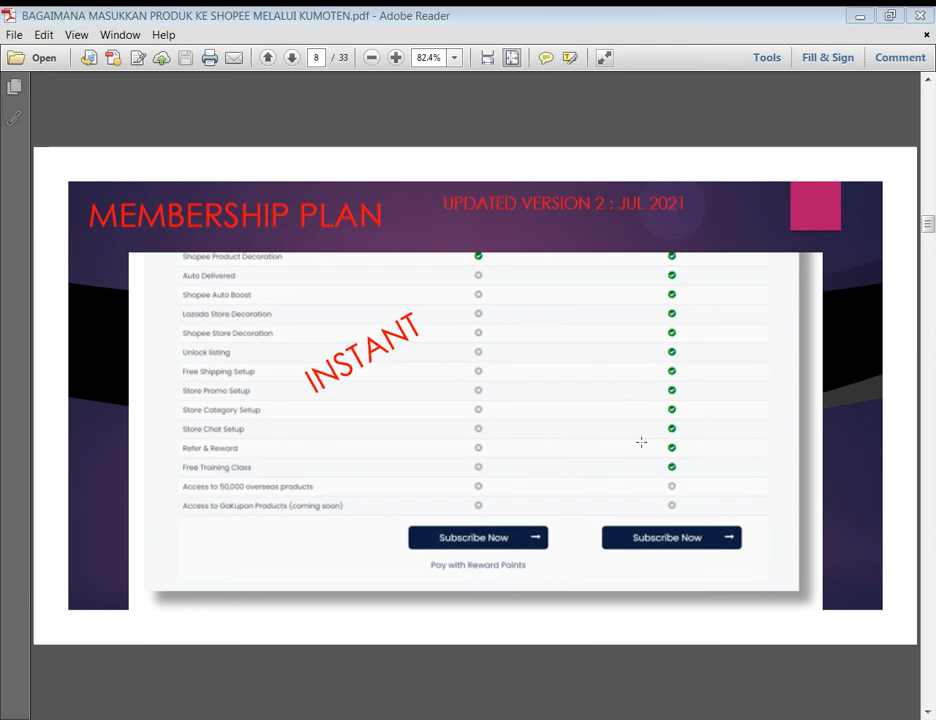 BAGAIMANA MASUKKAN PRODUK KE SHOPEE MELALUI KUMOTEN.pdf - Adobe Reader
File Edit View Window Help
Open 8 / 33 82.4% Tools Fill & Sign Comment
MEMBERSHIP PLAN
UPDATED VERSION 2 : JUL 2021
Shopee Product Decoration
Auto Delivered
Shopee Auto Boost
Lazada Store Decoration
Shopee Store Decoration
Unlock listing
Free Shipping Setup
Store Promo Setup
Store Category Setup
Store Chat Setup
Refer & Reward
Free Training Class
Access to 50,000 overseas products
Access to GoKupon Products (coming soon)
INSTANT
Subscribe Now Subscribe Now
Pay with Reward Points